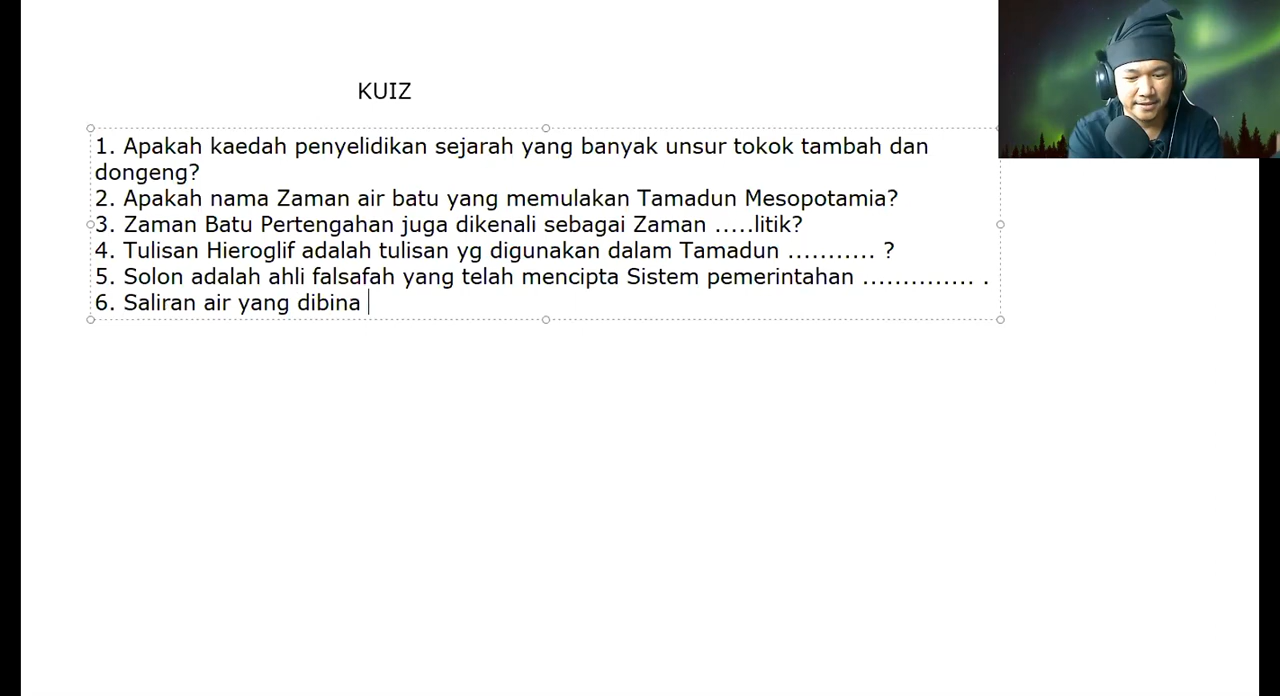 KUIZ
1. Apakah kaedah penyelidikan sejarah yang banyak unsur tokok tambah dan
dongeng?
2. Apakah nama Zaman air batu yang memulakan Tamadun Mesopotamia?
3. Zaman Batu Pertengahan juga dikenali sebagai Zaman .....litik?
4. Tulisan Hieroglif adalah tulisan yg digunakan dalam Tamadun ........... ?
5. Solon adalah ahli falsafah yang telah mencipta Sistem pemerintahan .............. .
6. Saliran air yang dibina